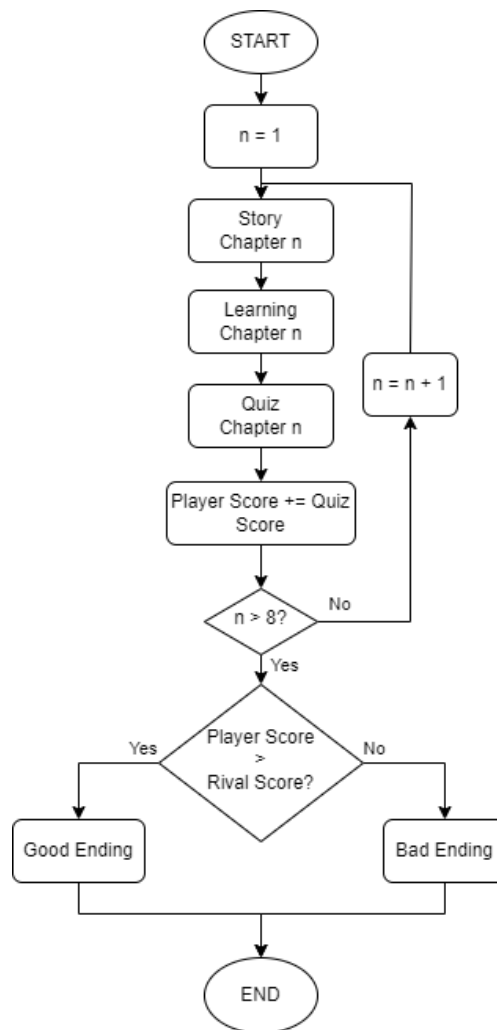 START
n = 1
Story
Chapter n
Learning
Chapter n
n = n + 1
Quiz
Chapter n
Player Score += Quiz
Score
n > 8?
No
Yes
Player Score
>
Rival Score?
Yes
No
Good Ending
Bad Ending
END